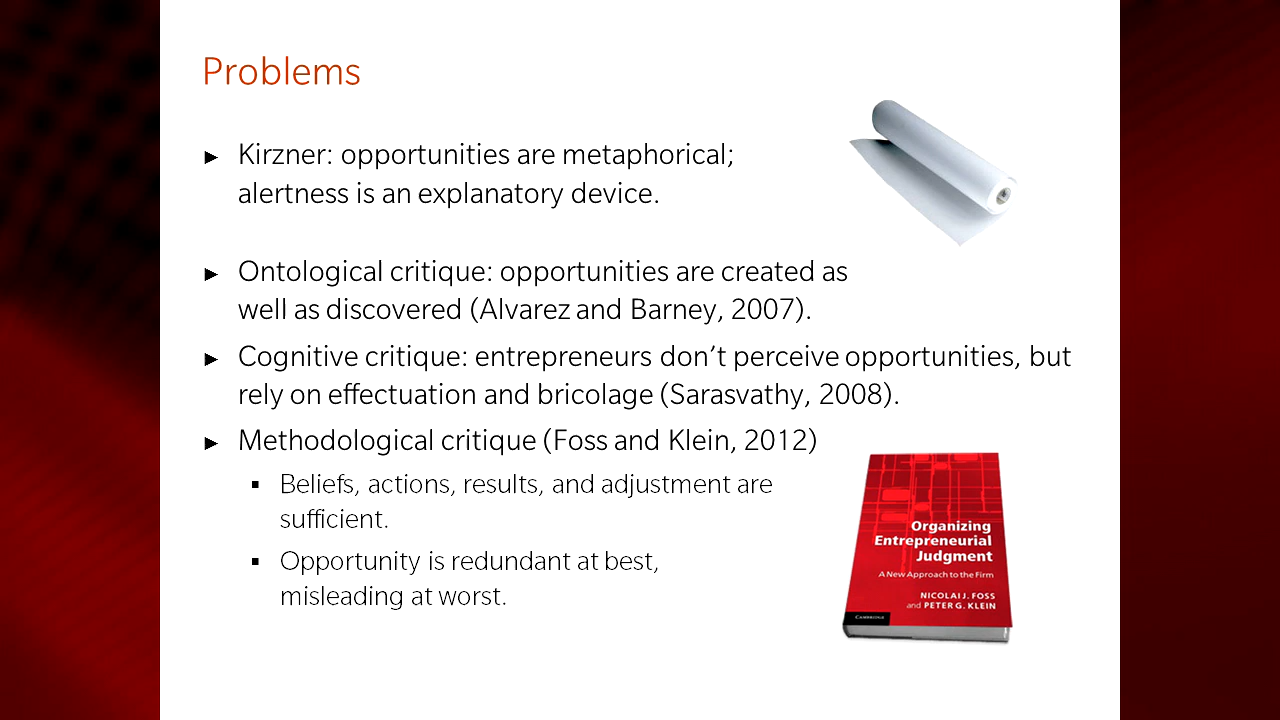 Problems
► Kirzner: opportunities are metaphorical;
alertness is an explanatory device.
► Ontological critique: opportunities are created as
well as discovered (Alvarez and Barney, 2007).
► Cognitive critique: entrepreneurs don’t perceive opportunities, but
rely on effectuation and bricolage (Sarasvathy, 2008).
► Methodological critique (Foss and Klein, 2012)
▪ Beliefs, actions, results, and adjustment are
sufficient.
▪ Opportunity is redundant at best,
misleading at worst.
Organizing
Entrepreneurial
Judgment
A New Approach to the Firm
NICOLAI J. FOSS
and PETER G. KLEIN
CAMBRIDGE